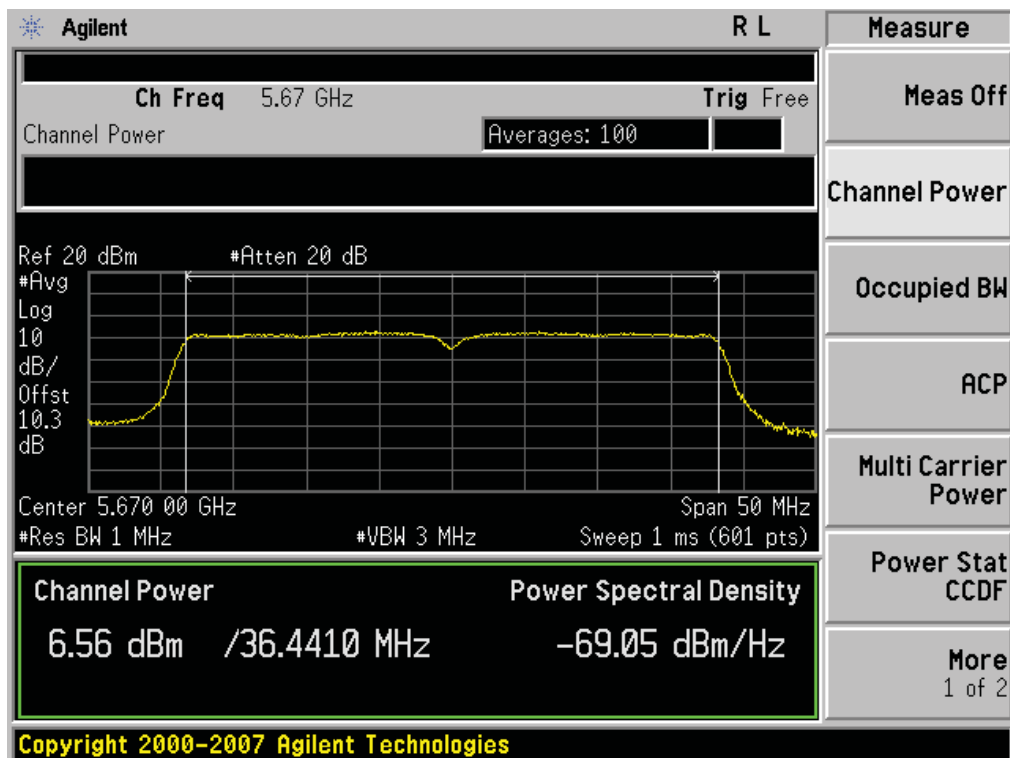 Agilent
R L
Measure
Ch Freq 5.67 GHz
Trig Free
Channel Power
Averages: 100
Ref 20 dBm #Atten 20 dB
#Avg
Log
10
dB/
Offst
10.3
dB
Center 5.670 00 GHz Span 50 MHz
#Res BW 1 MHz #VBW 3 MHz Sweep 1 ms (601 pts)
Channel Power Power Spectral Density
6.56 dBm /36.4410 MHz -69.05 dBm/Hz
Copyright 2000-2007 Agilent Technologies
Meas Off
Channel Power
Occupied BW
ACP
Multi Carrier
Power
Power Stat
CCDF
More
1 of 2